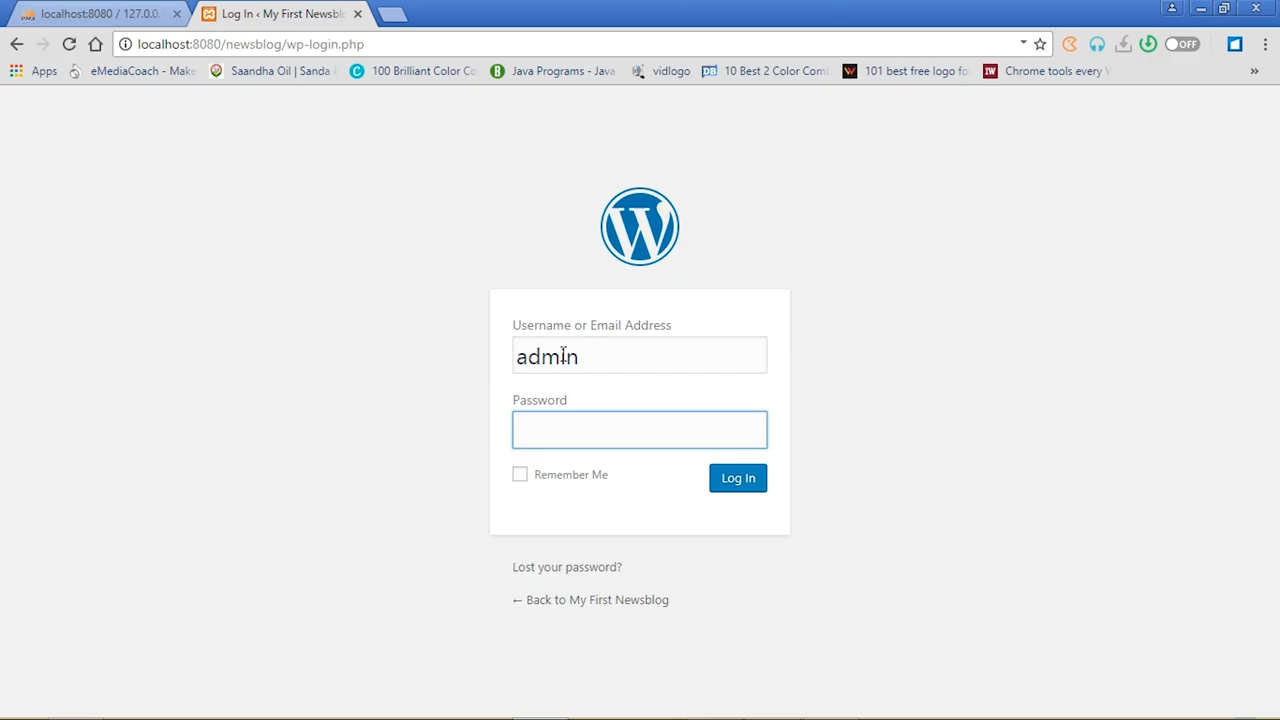 localhost:8080 / 127.0.0.
Log In ‹ My First Newsblo
localhost:8080/newsblog/wp-login.php
OFF
Apps
eMediaCoach - Make
Saandha Oil | Sanda
100 Brilliant Color Co
Java Programs - Java
vidlogo
10 Best 2 Color Comb
101 best free logo fo
Chrome tools every W
Username or Email Address
admin
Password
Remember Me
Log In
Lost your password?
← Back to My First Newsblog